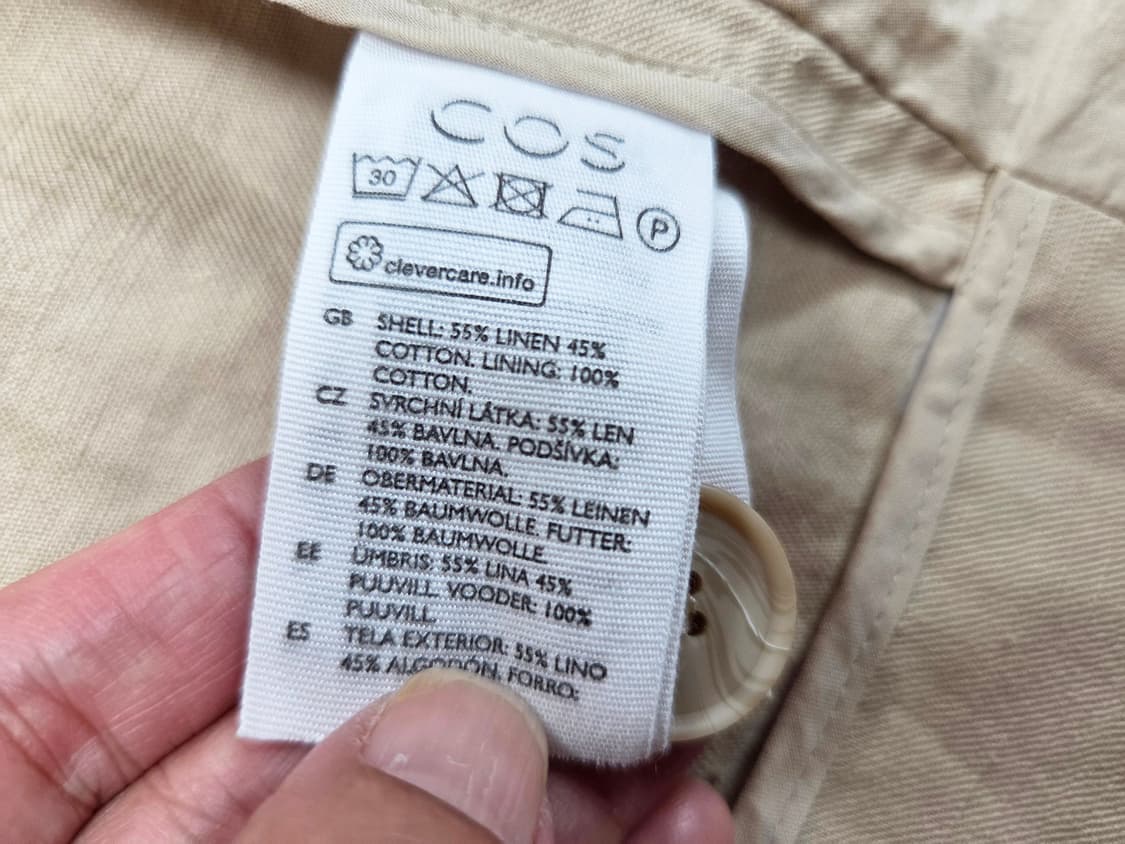 COS
30
P
clevercare.info
GB SHELL: 55% LINEN 45%
COTTON. LINING: 100%
COTTON.
CZ SVRCHNÍ LÁTKA: 55% LEN
45% BAVLNA. PODŠÍVKA:
100% BAVLNA.
DE OBERMATERIAL: 55% LEINEN
45% BAUMWOLLE. FUTTER:
100% BAUMWOLLE.
EE ÜMBRIS: 55% LINA 45%
PUUVILL. VOODER: 100%
PUUVILL.
ES TELA EXTERIOR: 55% LINO
45% ALGODÓN. FORRO: